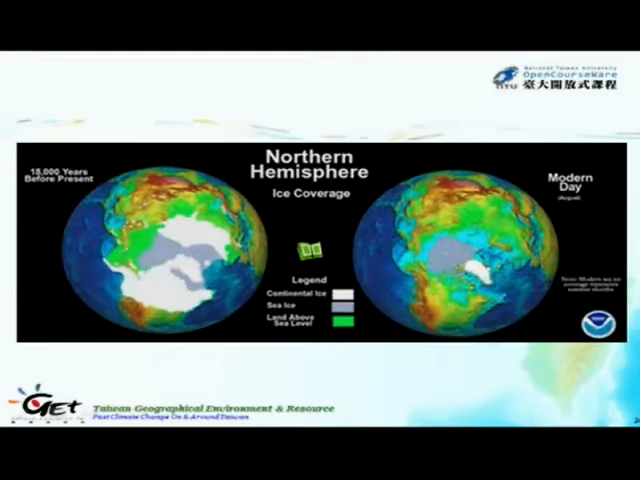 National Taiwan University
OpenCourseWare
NTU 臺大開放式課程
Northern
Hemisphere
Ice Coverage
18,000 Years
Before Present
Modern
Day
(August)
Legend
Continental Ice
Sea Ice
Land Above
Sea Level
GEt
Taiwan Geographical Environment & Resource
Past Climate Change On & Around Taiwan